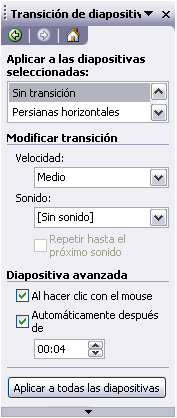 Transición de diapositiv
Aplicar a las diapositivas
seleccionadas:
Sin transición
Persianas horizontales
Modificar transición
Velocidad:
Medio
Sonido:
[Sin sonido]
Repetir hasta el
próximo sonido
Diapositiva avanzada
Al hacer clic con el mouse
Automáticamente después
de
00:04
Aplicar a todas las diapositivas